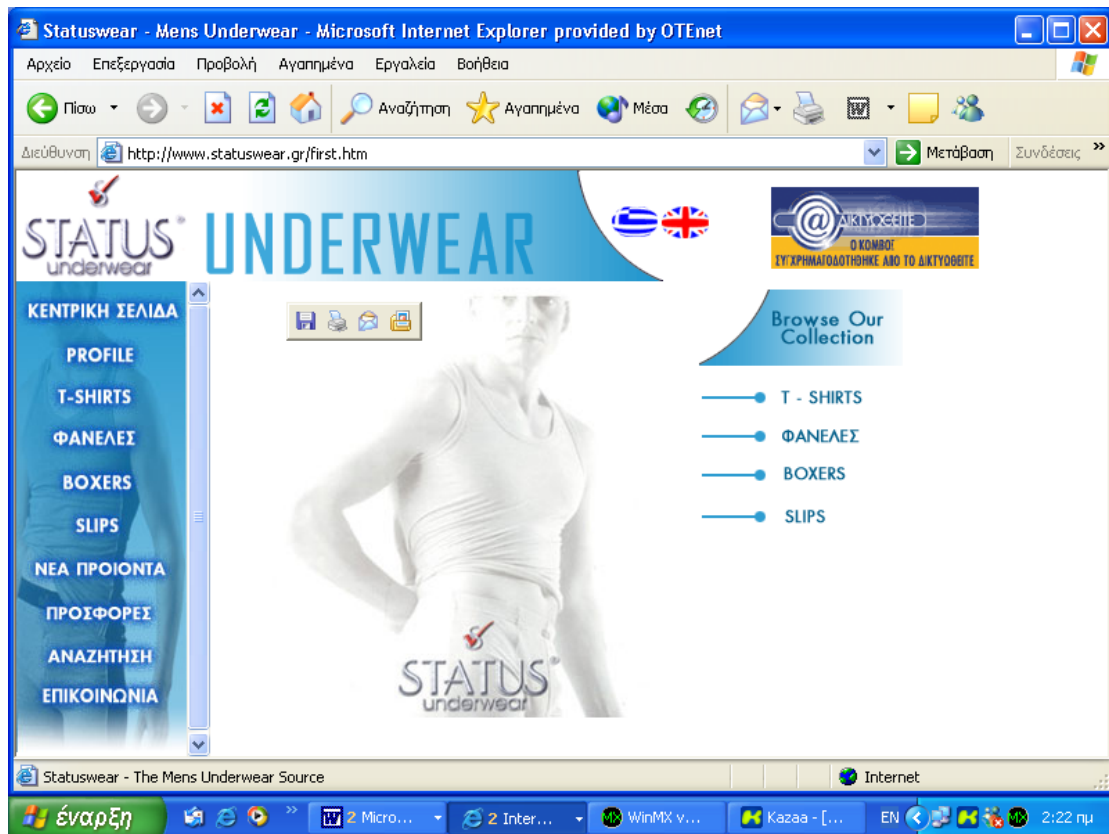 Statuswear - Mens Underwear - Microsoft Internet Explorer provided by OTEnet
Αρχείο Επεξεργασία Προβολή Αγαπημένα Εργαλεία Βοήθεια
Πίσω Αναζήτηση Αγαπημένα Μέσα
Διεύθυνση http://www.statuswear.gr/first.htm Μετάβαση Συνδέσεις »
STATUS®
underwear
UNDERWEAR
@ ΔΙΚΤΥΩΘΕΙΤΕ
Ο ΚΟΜΒΟΣ
ΣΥΓΧΡΗΜΑΤΟΔΟΤΗΘΗΚΕ ΑΠΟ ΤΟ ΔΙΚΤΥΩΘΕΙΤΕ
ΚΕΝΤΡΙΚΗ ΣΕΛΙΔΑ
PROFILE
T-SHIRTS
ΦΑΝΕΛΕΣ
BOXERS
SLIPS
ΝΕΑ ΠΡΟΙΟΝΤΑ
ΠΡΟΣΦΟΡΕΣ
ΑΝΑΖΗΤΗΣΗ
ΕΠΙΚΟΙΝΩΝΙΑ
STATUS®
underwear
Browse Our
Collection
T - SHIRTS
ΦΑΝΕΛΕΣ
BOXERS
SLIPS
Statuswear - The Mens Underwear Source Internet
έναρξη » 2 Micro... 2 Inter... WinMX v... Kazaa - [... EN 2:22 πμ